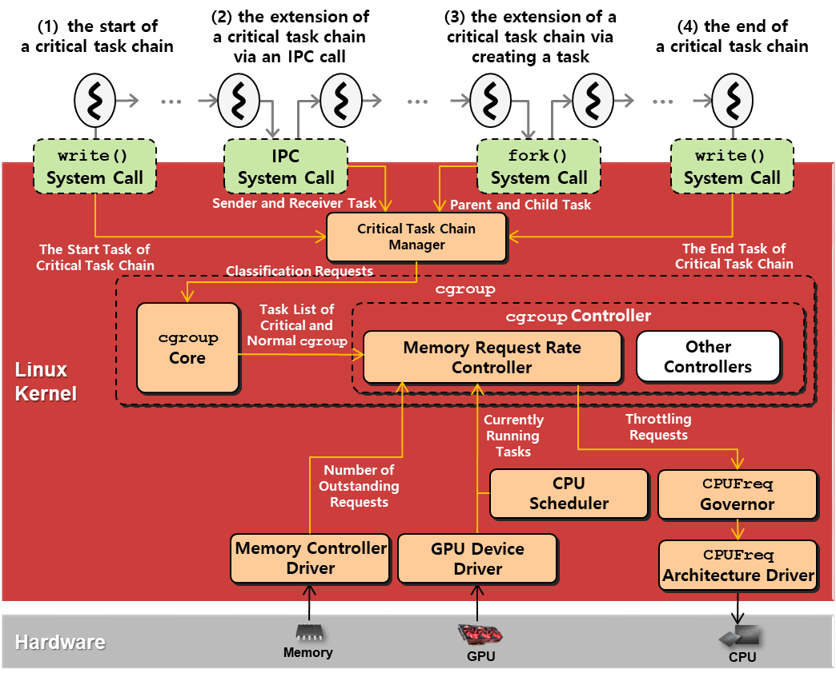 (1) the start of
a critical task chain
(2) the extension of
a critical task chain
via an IPC call
(3) the extension of a
critical task chain via
creating a task
(4) the end of
a critical task chain
...
...
...
write()
System Call
IPC
System Call
fork()
System Call
write()
System Call
Sender and Receiver Task
Parent and Child Task
The Start Task of
Critical Task Chain
Critical Task Chain
Manager
The End Task of
Critical Task Chain
Classification Requests
cgroup
cgroup
Core
Task List of
Critical and
Normal cgroup
cgroup Controller
Memory Request Rate
Controller
Other
Controllers
Linux
Kernel
Number of
Outstanding
Requests
Currently
Running
Tasks
Throttling
Requests
CPU
Scheduler
CPUFreq
Governor
Memory Controller
Driver
GPU Device
Driver
CPUFreq
Architecture Driver
Hardware
Memory
GPU
CPU